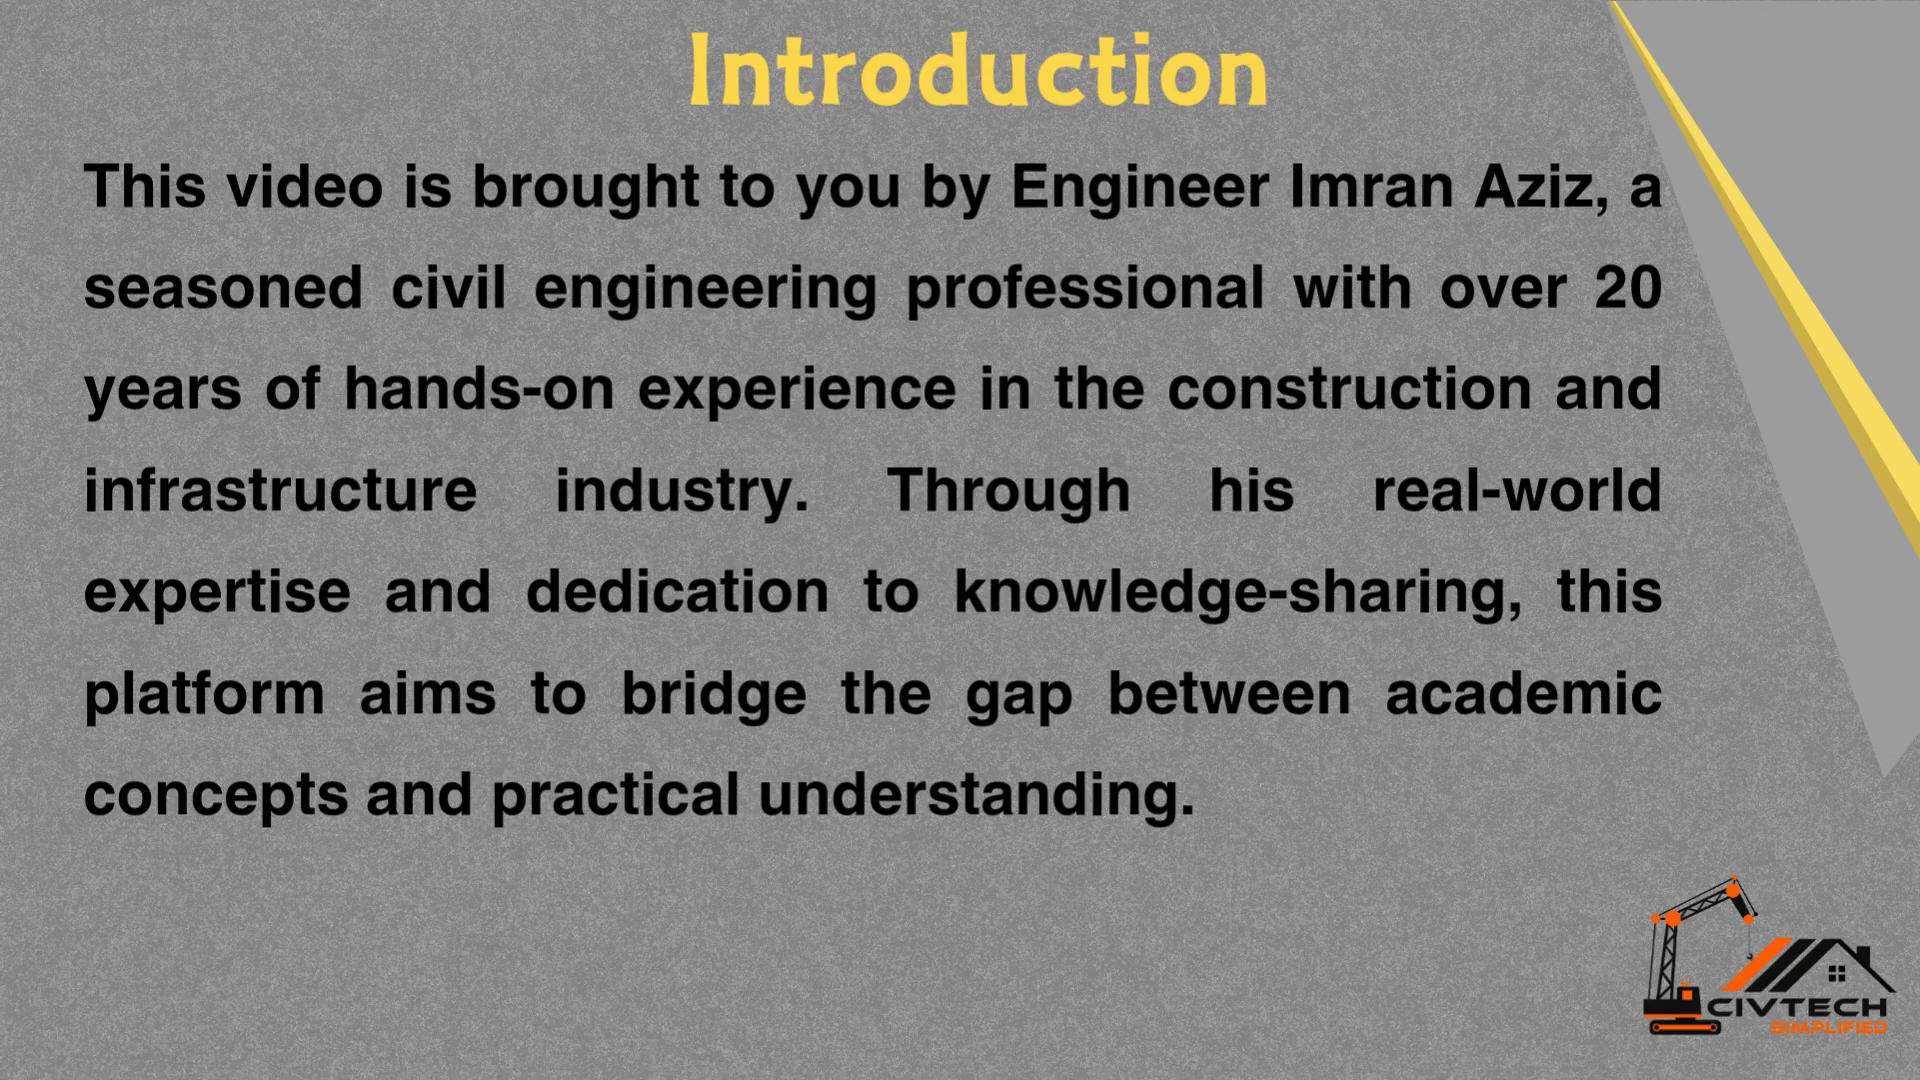 Introduction
This video is brought to you by Engineer Imran Aziz, a
seasoned civil engineering professional with over 20
years of hands-on experience in the construction and
infrastructure industry. Through his real-world
expertise and dedication to knowledge-sharing, this
platform aims to bridge the gap between academic
concepts and practical understanding.
CIVTECH
SIMPLIFIED